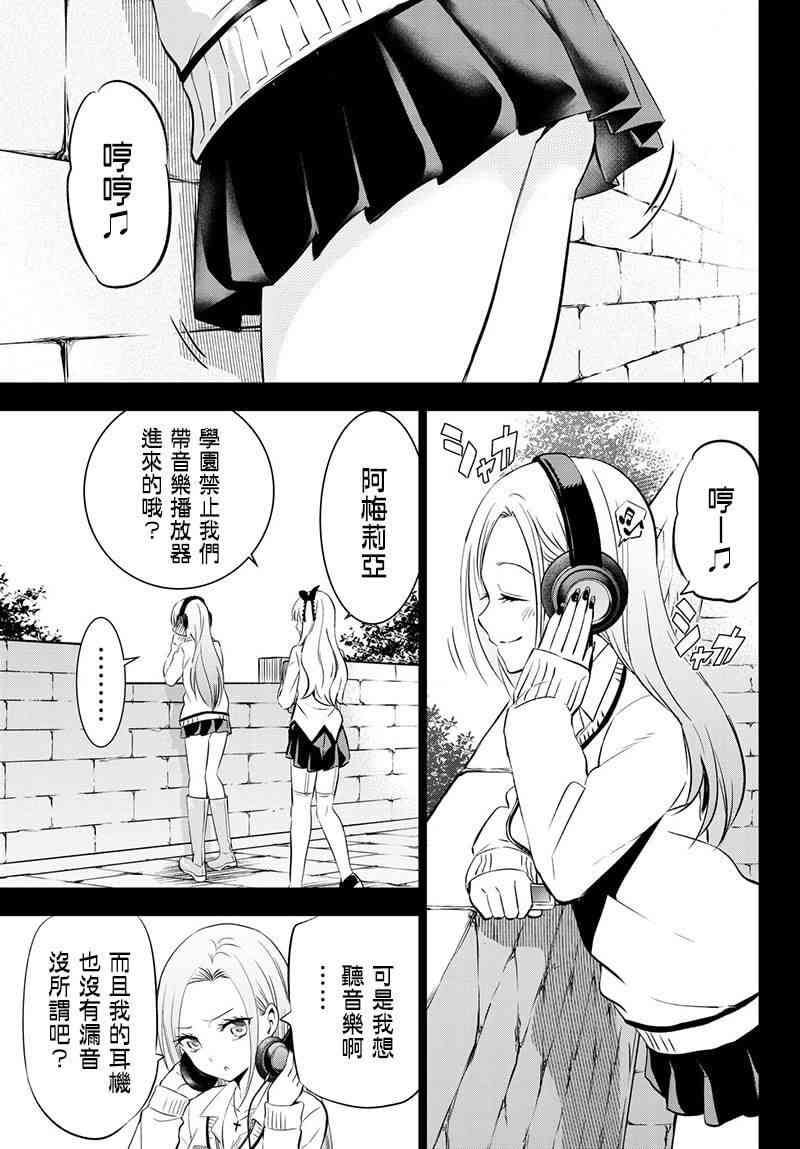 哼哼♫
哼ー♫
シャカ
シャカ
阿梅莉亞
學園禁止我們
帶音樂播放器
進來的哦？
………
可是我想
聽音樂啊
……
而且我的耳機
也沒有漏音
沒所謂吧？